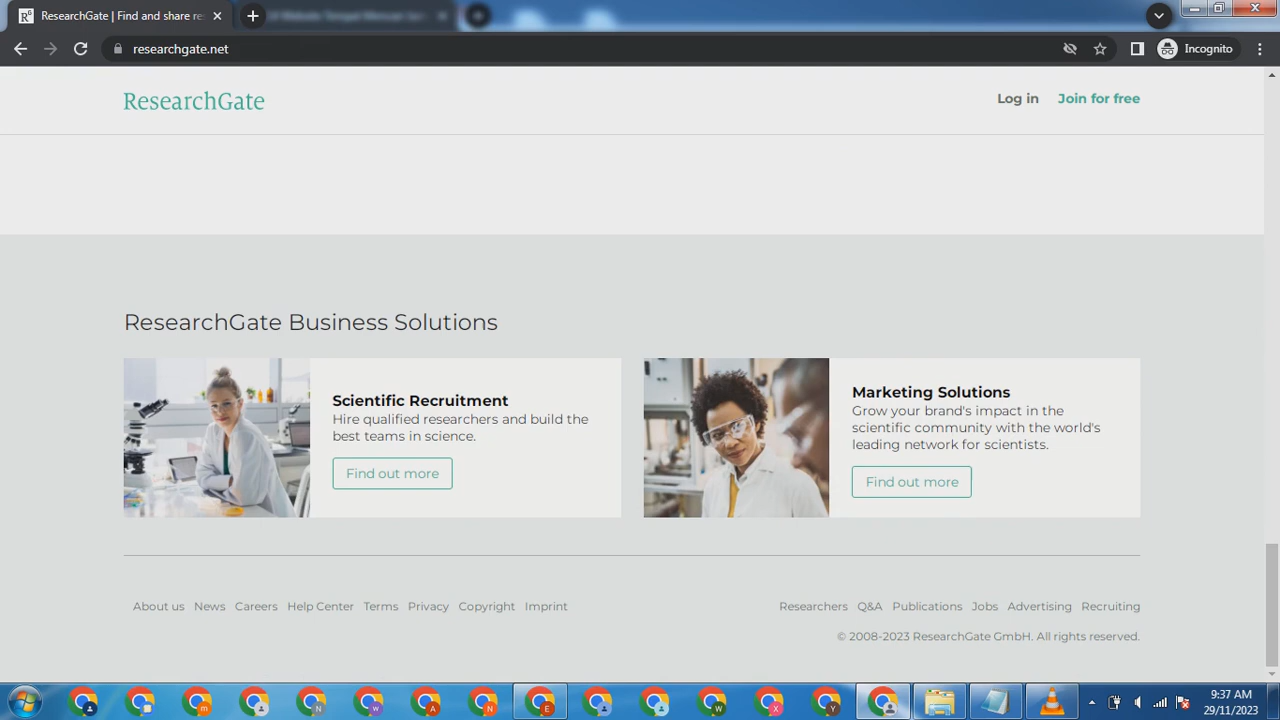 ResearchGate | Find and share re
researchgate.net
Incognito
ResearchGate
Log in
Join for free
ResearchGate Business Solutions
Scientific Recruitment
Hire qualified researchers and build the
best teams in science.
Find out more
Marketing Solutions
Grow your brand's impact in the
scientific community with the world's
leading network for scientists.
Find out more
About us News Careers Help Center Terms Privacy Copyright Imprint
Researchers Q&A Publications Jobs Advertising Recruiting
© 2008-2023 ResearchGate GmbH. All rights reserved.
9:37 AM
29/11/2023